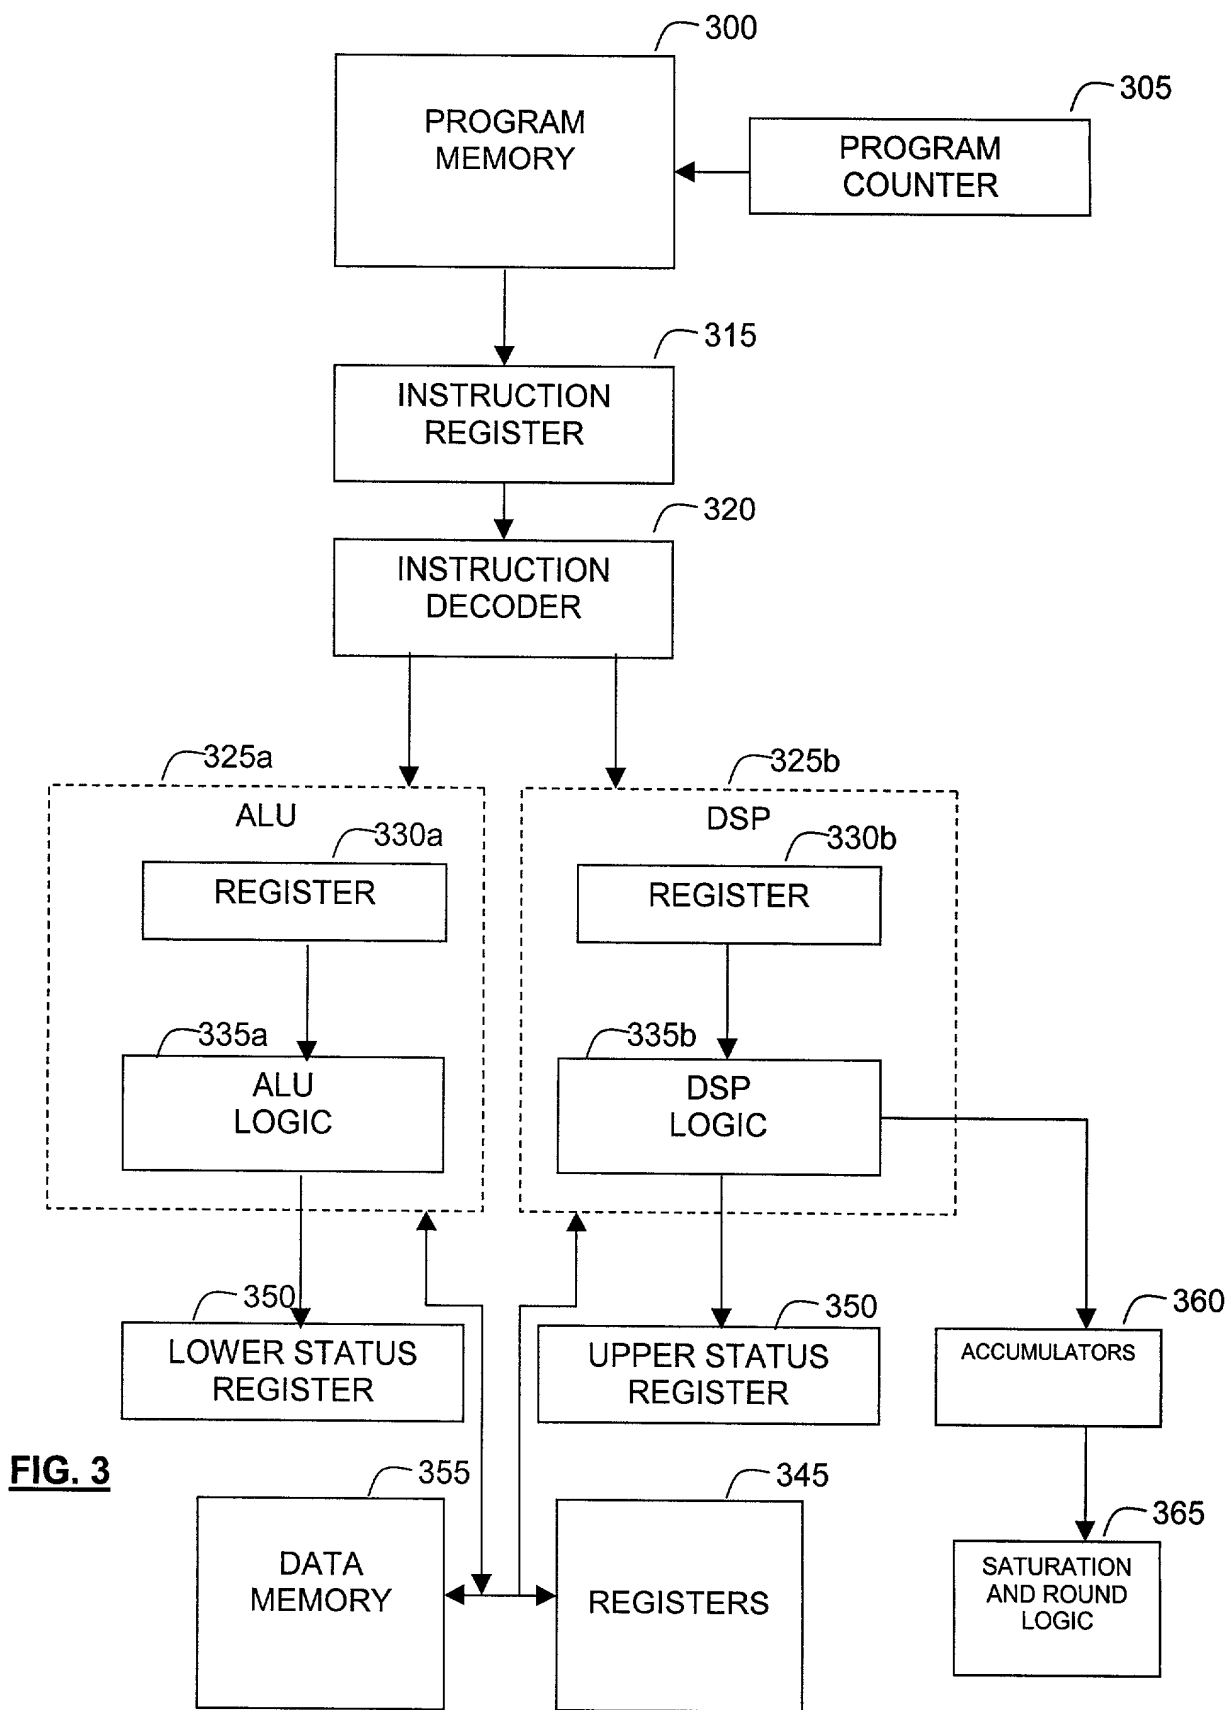 300
PROGRAM
MEMORY
305
PROGRAM
COUNTER
315
INSTRUCTION
REGISTER
320
INSTRUCTION
DECODER
325a
ALU
330a
REGISTER
335a
ALU
LOGIC
325b
DSP
330b
REGISTER
335b
DSP
LOGIC
350
LOWER STATUS
REGISTER
350
UPPER STATUS
REGISTER
360
ACCUMULATORS
FIG. 3
355
DATA
MEMORY
345
REGISTERS
365
SATURATION
AND ROUND
LOGIC